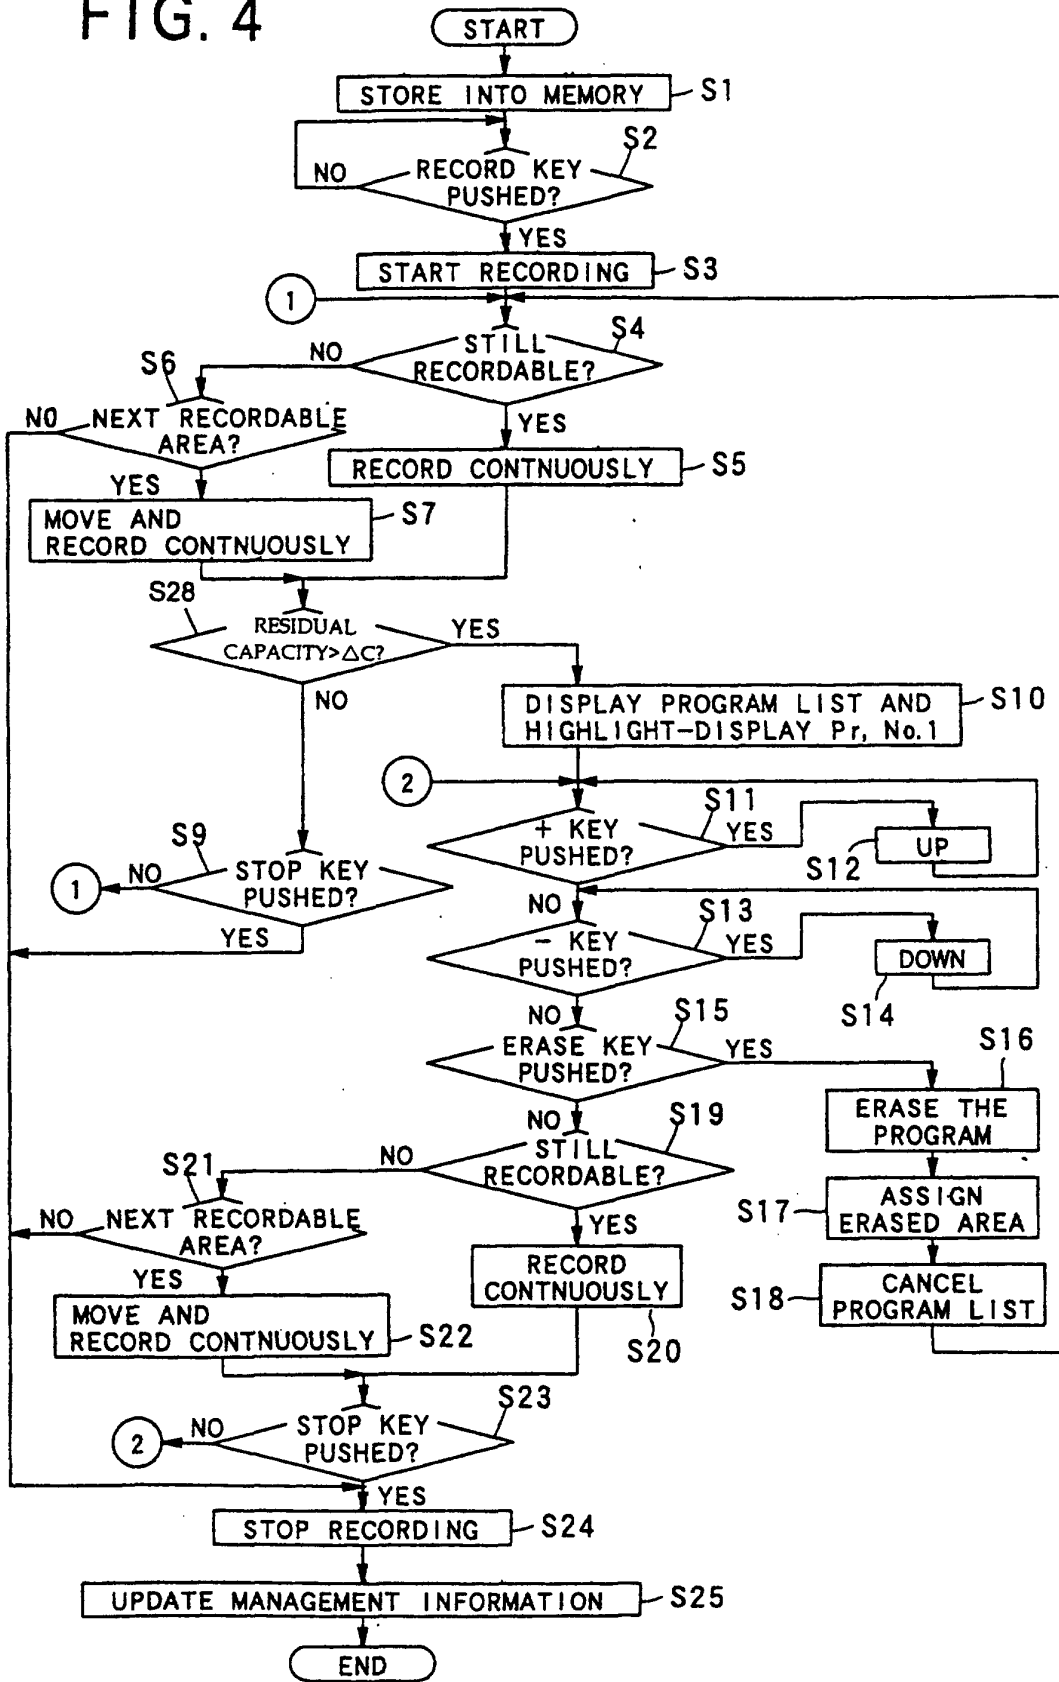 FIG. 4
START
STORE INTO MEMORY
S1
S2
RECORD KEY
PUSHED?
NO
YES
START RECORDING
S3
1
S4
STILL
RECORDABLE?
NO
YES
S6
NEXT RECORDABLE
AREA?
NO
YES
RECORD CONTNUOUSLY
S5
MOVE AND
RECORD CONTNUOUSLY
S7
S28
RESIDUAL
CAPACITY>△C?
YES
NO
DISPLAY PROGRAM LIST AND
HIGHLIGHT-DISPLAY Pr, No.1
S10
2
S11
+ KEY
PUSHED?
YES
UP
S12
NO
S9
STOP KEY
PUSHED?
NO
1
YES
S13
- KEY
PUSHED?
YES
DOWN
S14
NO
S15
ERASE KEY
PUSHED?
YES
S16
ERASE THE
PROGRAM
NO
S19
STILL
RECORDABLE?
NO
YES
S17
ASSIGN
ERASED AREA
S21
NEXT RECORDABLE
AREA?
NO
YES
RECORD
CONTNUOUSLY
S20
S18
CANCEL
PROGRAM LIST
MOVE AND
RECORD CONTNUOUSLY
S22
S23
STOP KEY
PUSHED?
NO
2
YES
STOP RECORDING
S24
UPDATE MANAGEMENT INFORMATION
S25
END